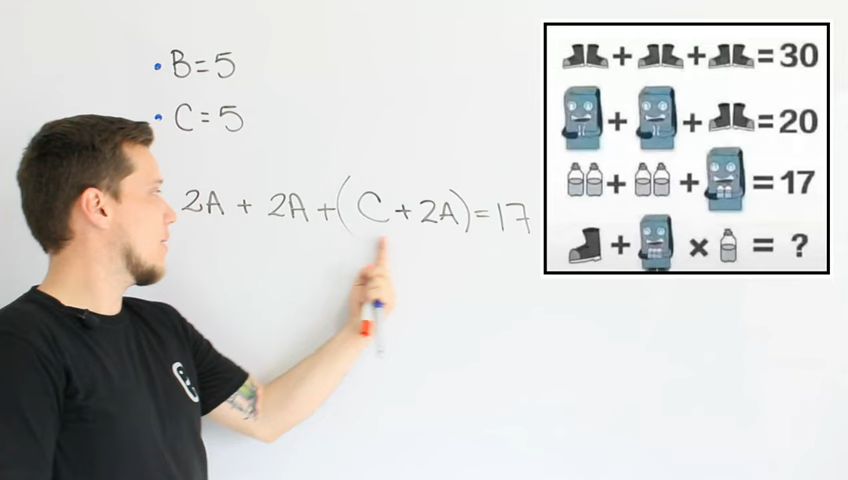 • B=5
• C=5
2A + 2A + (C + 2A) = 17
+ + = 30
+ + = 20
+ + = 17
+ × = ?